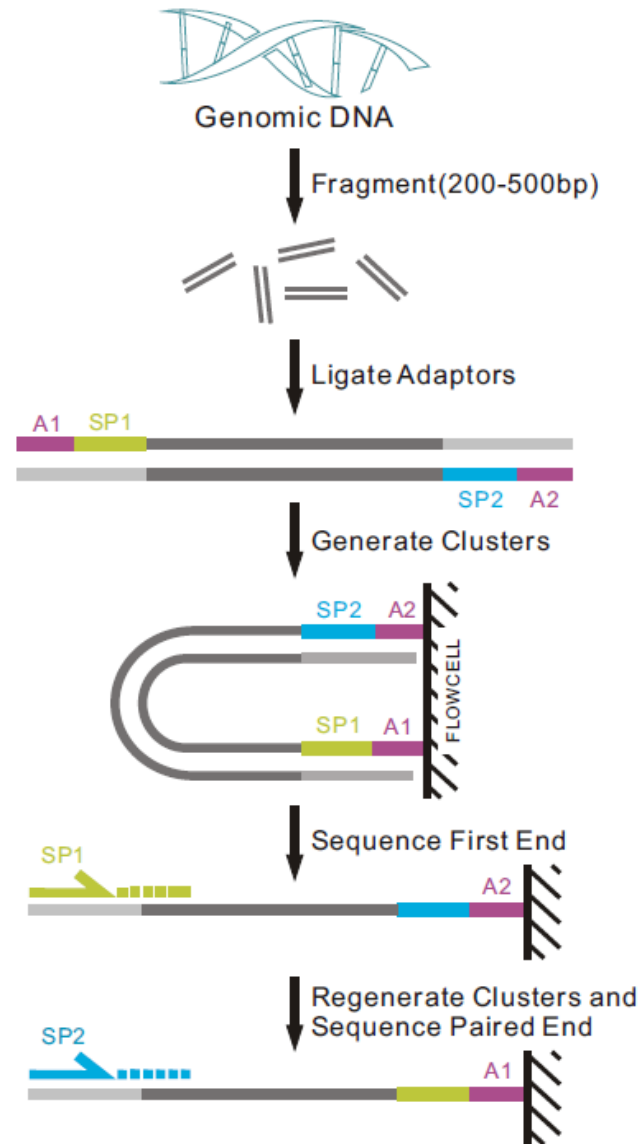 Genomic DNA
Fragment(200-500bp)
Ligate Adaptors
A1 SP1
SP2 A2
Generate Clusters
SP2 A2
FLOWCELL
SP1 A1
Sequence First End
SP1
A2
Regenerate Clusters and
Sequence Paired End
SP2
A1